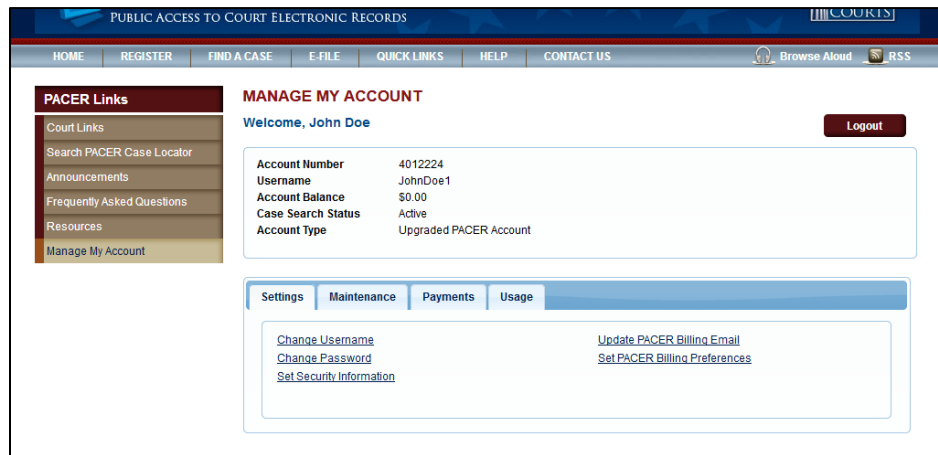 PUBLIC ACCESS TO COURT ELECTRONIC RECORDS
COURTS
HOME REGISTER FIND A CASE E-FILE QUICK LINKS HELP CONTACT US Browse Aloud RSS
PACER Links
Court Links
Search PACER Case Locator
Announcements
Frequently Asked Questions
Resources
Manage My Account
MANAGE MY ACCOUNT
Welcome, John Doe
Logout
Account Number 4012224
Username JohnDoe1
Account Balance $0.00
Case Search Status Active
Account Type Upgraded PACER Account
Settings Maintenance Payments Usage
Change Username Update PACER Billing Email
Change Password Set PACER Billing Preferences
Set Security Information